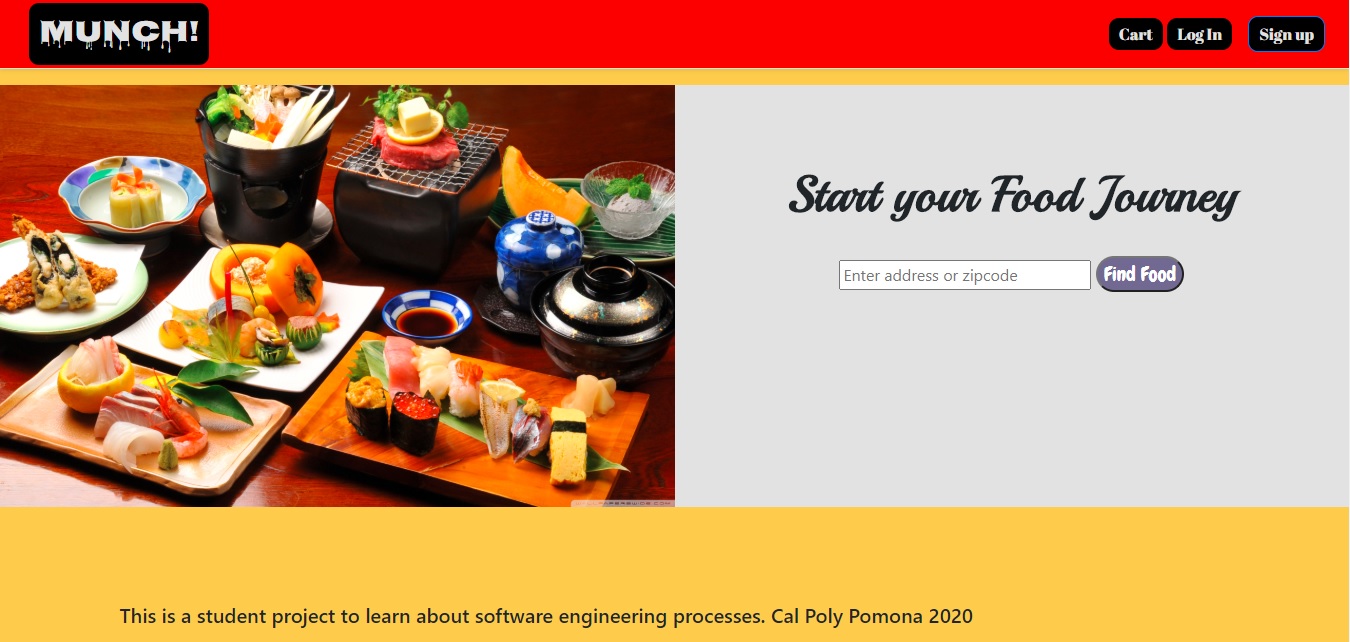 MUNCH!
Cart Log In Sign up
Start your Food Journey
Enter address or zipcode Find Food
This is a student project to learn about software engineering processes. Cal Poly Pomona 2020